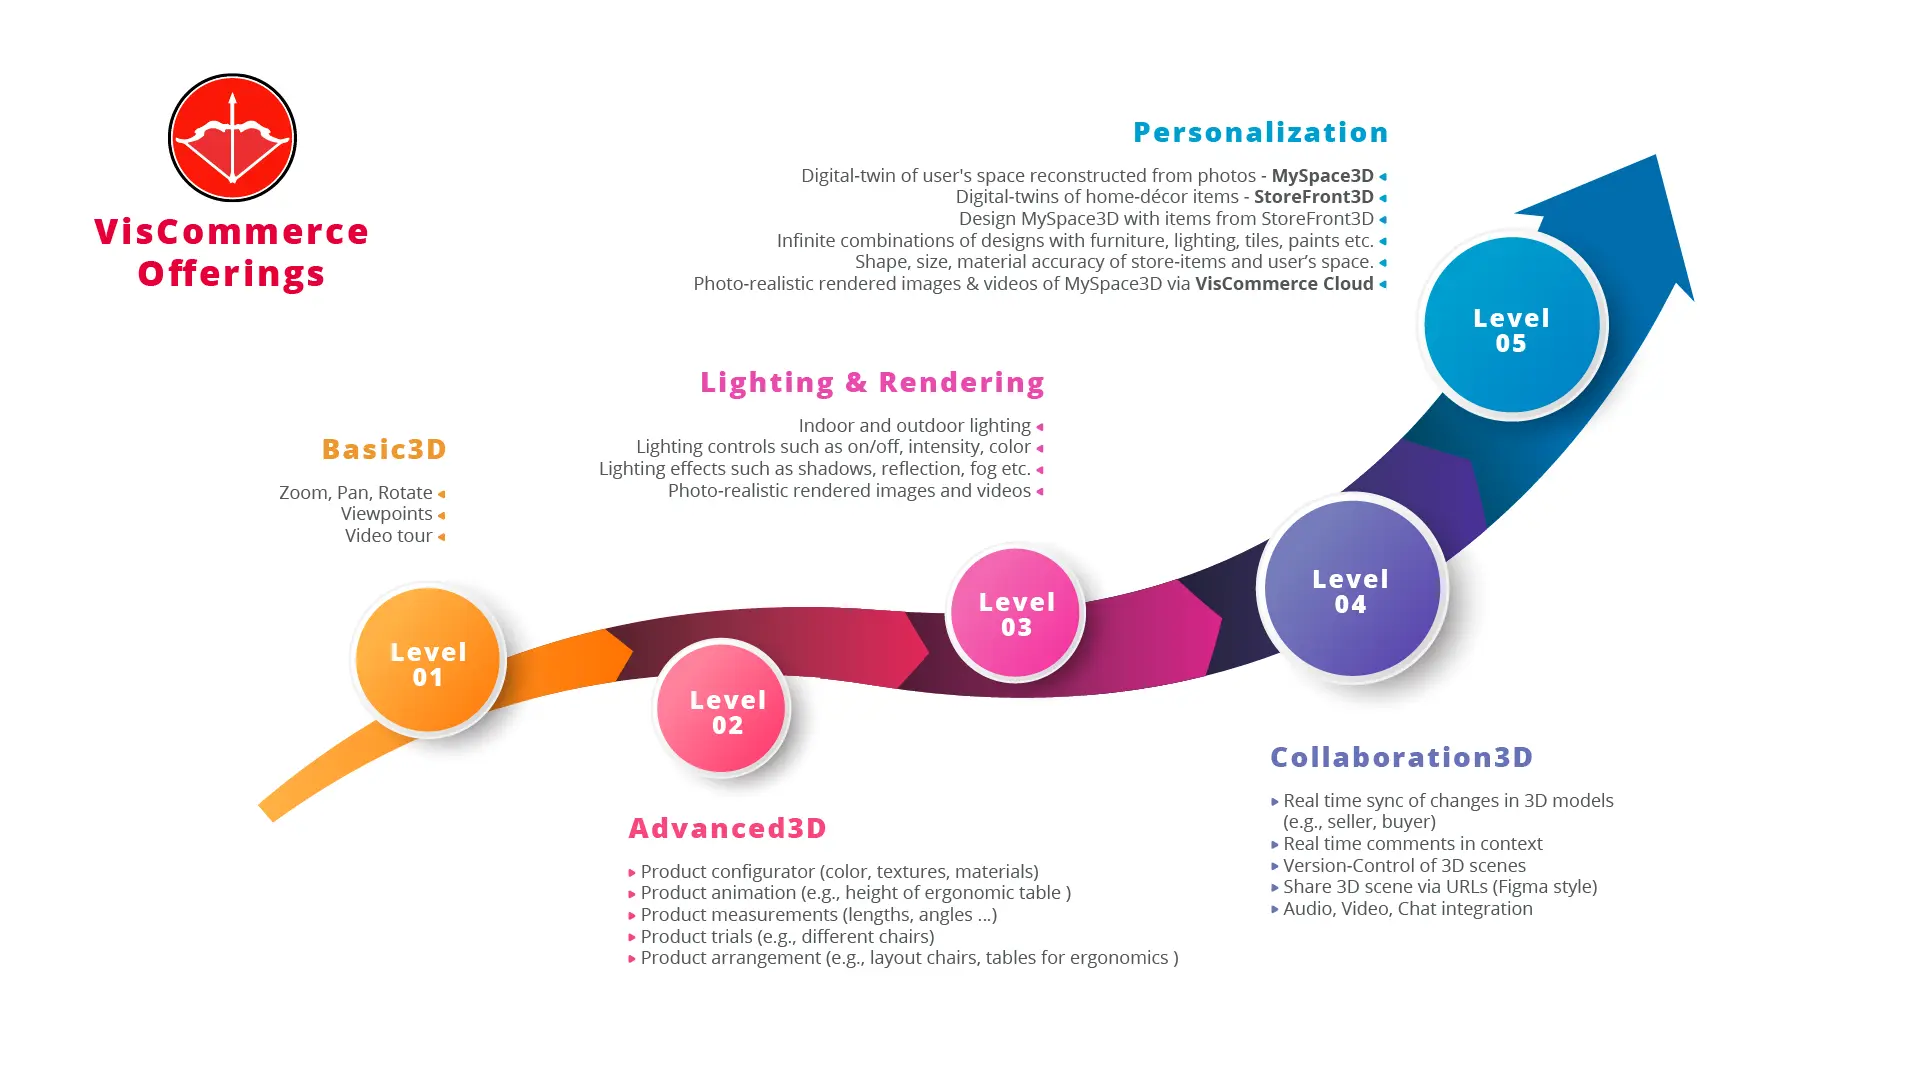 VisCommerce
Offerings
Personalization
Digital-twin of user's space reconstructed from photos - MySpace3D
Digital-twins of home-décor items - StoreFront3D
Design MySpace3D with items from StoreFront3D
Infinite combinations of designs with furniture, lighting, tiles, paints etc.
Shape, size, material accuracy of store-items and user’s space.
Photo-realistic rendered images & videos of MySpace3D via VisCommerce Cloud
Level
05
Lighting & Rendering
Indoor and outdoor lighting
Lighting controls such as on/off, intensity, color
Lighting effects such as shadows, reflection, fog etc.
Photo-realistic rendered images and videos
Basic3D
Zoom, Pan, Rotate
Viewpoints
Video tour
Level
01
Level
02
Level
03
Level
04
Advanced3D
Product configurator (color, textures, materials)
Product animation (e.g., height of ergonomic table )
Product measurements (lengths, angles ...)
Product trials (e.g., different chairs)
Product arrangement (e.g., layout chairs, tables for ergonomics )
Collaboration3D
Real time sync of changes in 3D models
(e.g., seller, buyer)
Real time comments in context
Version-Control of 3D scenes
Share 3D scene via URLs (Figma style)
Audio, Video, Chat integration